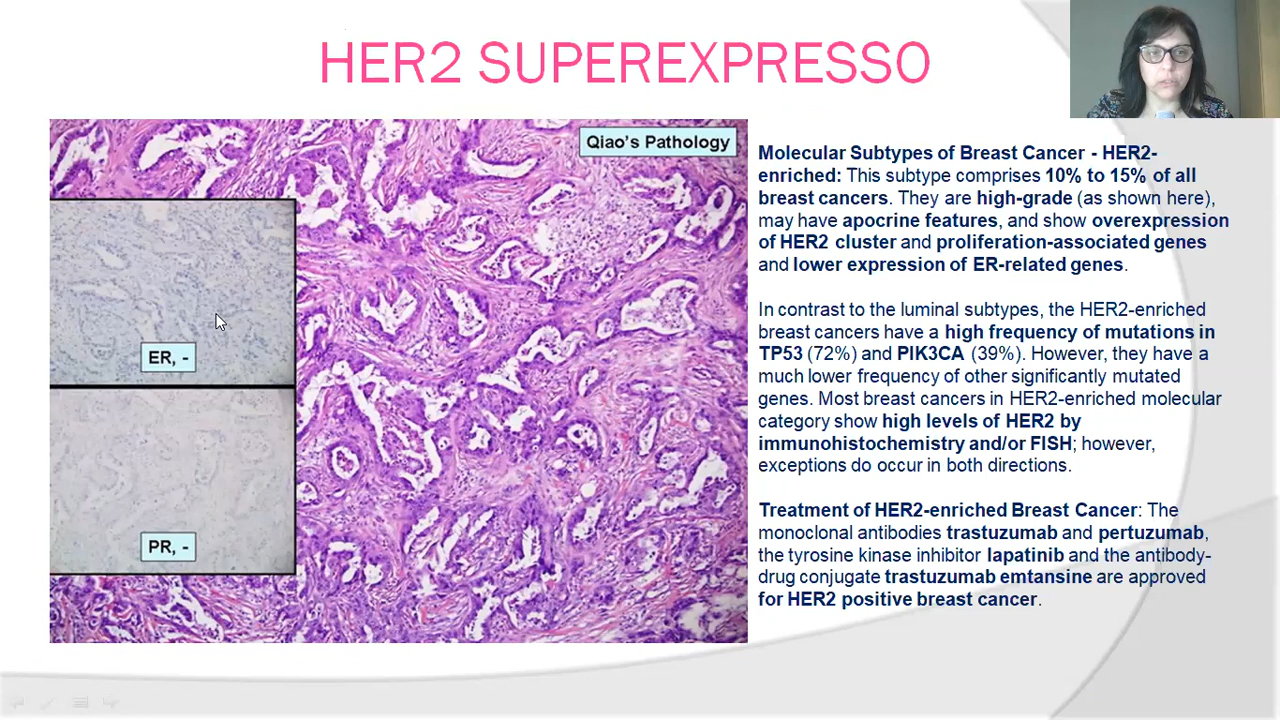 HER2 SUPEREXPRESSO
Qiao's Pathology
ER, -
PR, -
Molecular Subtypes of Breast Cancer - HER2-
enriched: This subtype comprises 10% to 15% of all
breast cancers. They are high-grade (as shown here),
may have apocrine features, and show overexpression
of HER2 cluster and proliferation-associated genes
and lower expression of ER-related genes.
In contrast to the luminal subtypes, the HER2-enriched
breast cancers have a high frequency of mutations in
TP53 (72%) and PIK3CA (39%). However, they have a
much lower frequency of other significantly mutated
genes. Most breast cancers in HER2-enriched molecular
category show high levels of HER2 by
immunohistochemistry and/or FISH; however,
exceptions do occur in both directions.
Treatment of HER2-enriched Breast Cancer: The
monoclonal antibodies trastuzumab and pertuzumab,
the tyrosine kinase inhibitor lapatinib and the antibody-
drug conjugate trastuzumab emtansine are approved
for HER2 positive breast cancer.